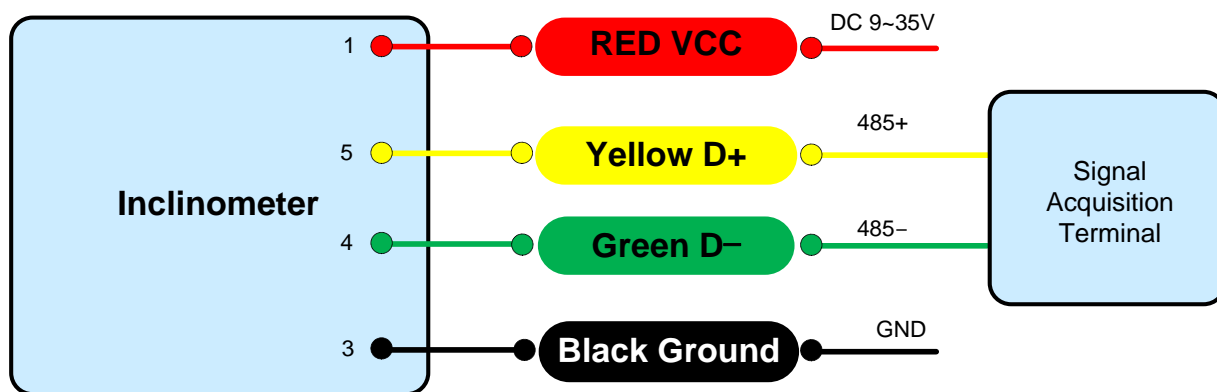 1
RED VCC
DC 9~35V
5
Yellow D+
485+
Inclinometer
4
Green D−
485−
Signal
Acquisition
Terminal
3
Black Ground
GND